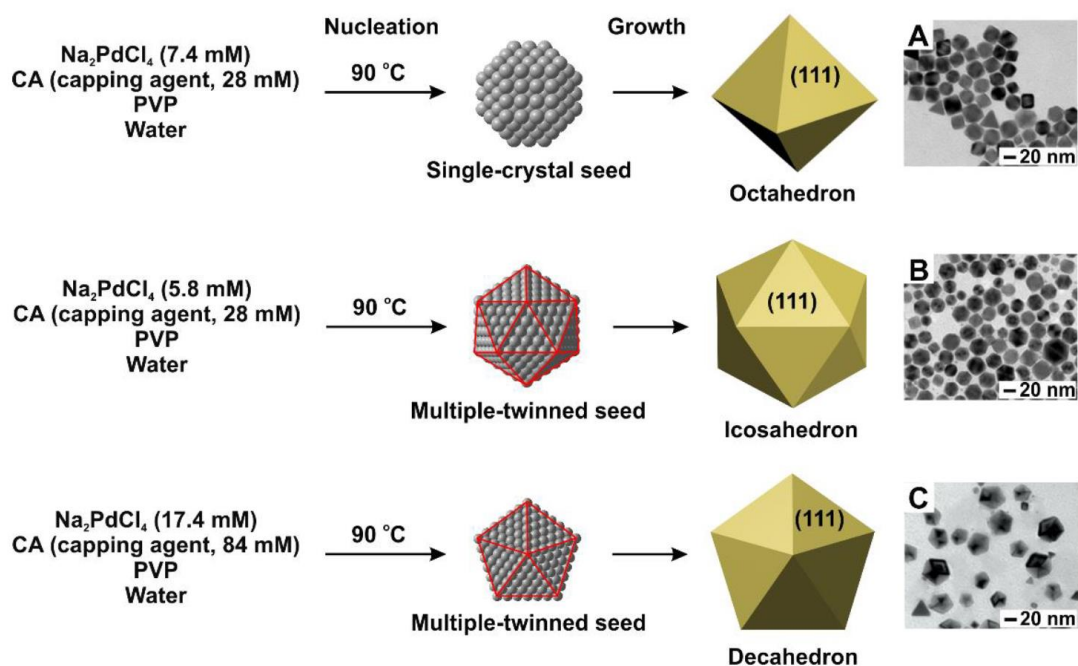 Nucleation
Growth
Na₂PdCl₄ (7.4 mM)
CA (capping agent, 28 mM)
PVP
Water
90 °C
Single-crystal seed
(111)
Octahedron
A
20 nm
Na₂PdCl₄ (5.8 mM)
CA (capping agent, 28 mM)
PVP
Water
90 °C
Multiple-twinned seed
(111)
Icosahedron
B
20 nm
Na₂PdCl₄ (17.4 mM)
CA (capping agent, 84 mM)
PVP
Water
90 °C
Multiple-twinned seed
(111)
Decahedron
C
20 nm